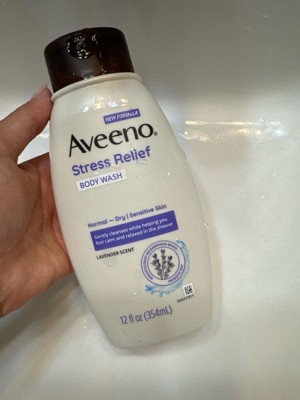 NEW FORMULA
Aveeno®
Stress Relief
BODY WASH
Normal – Dry | Sensitive Skin
Gently cleanses while helping you
feel calm and relaxed in the shower
LAVENDER SCENT
12 fl oz (354mL)